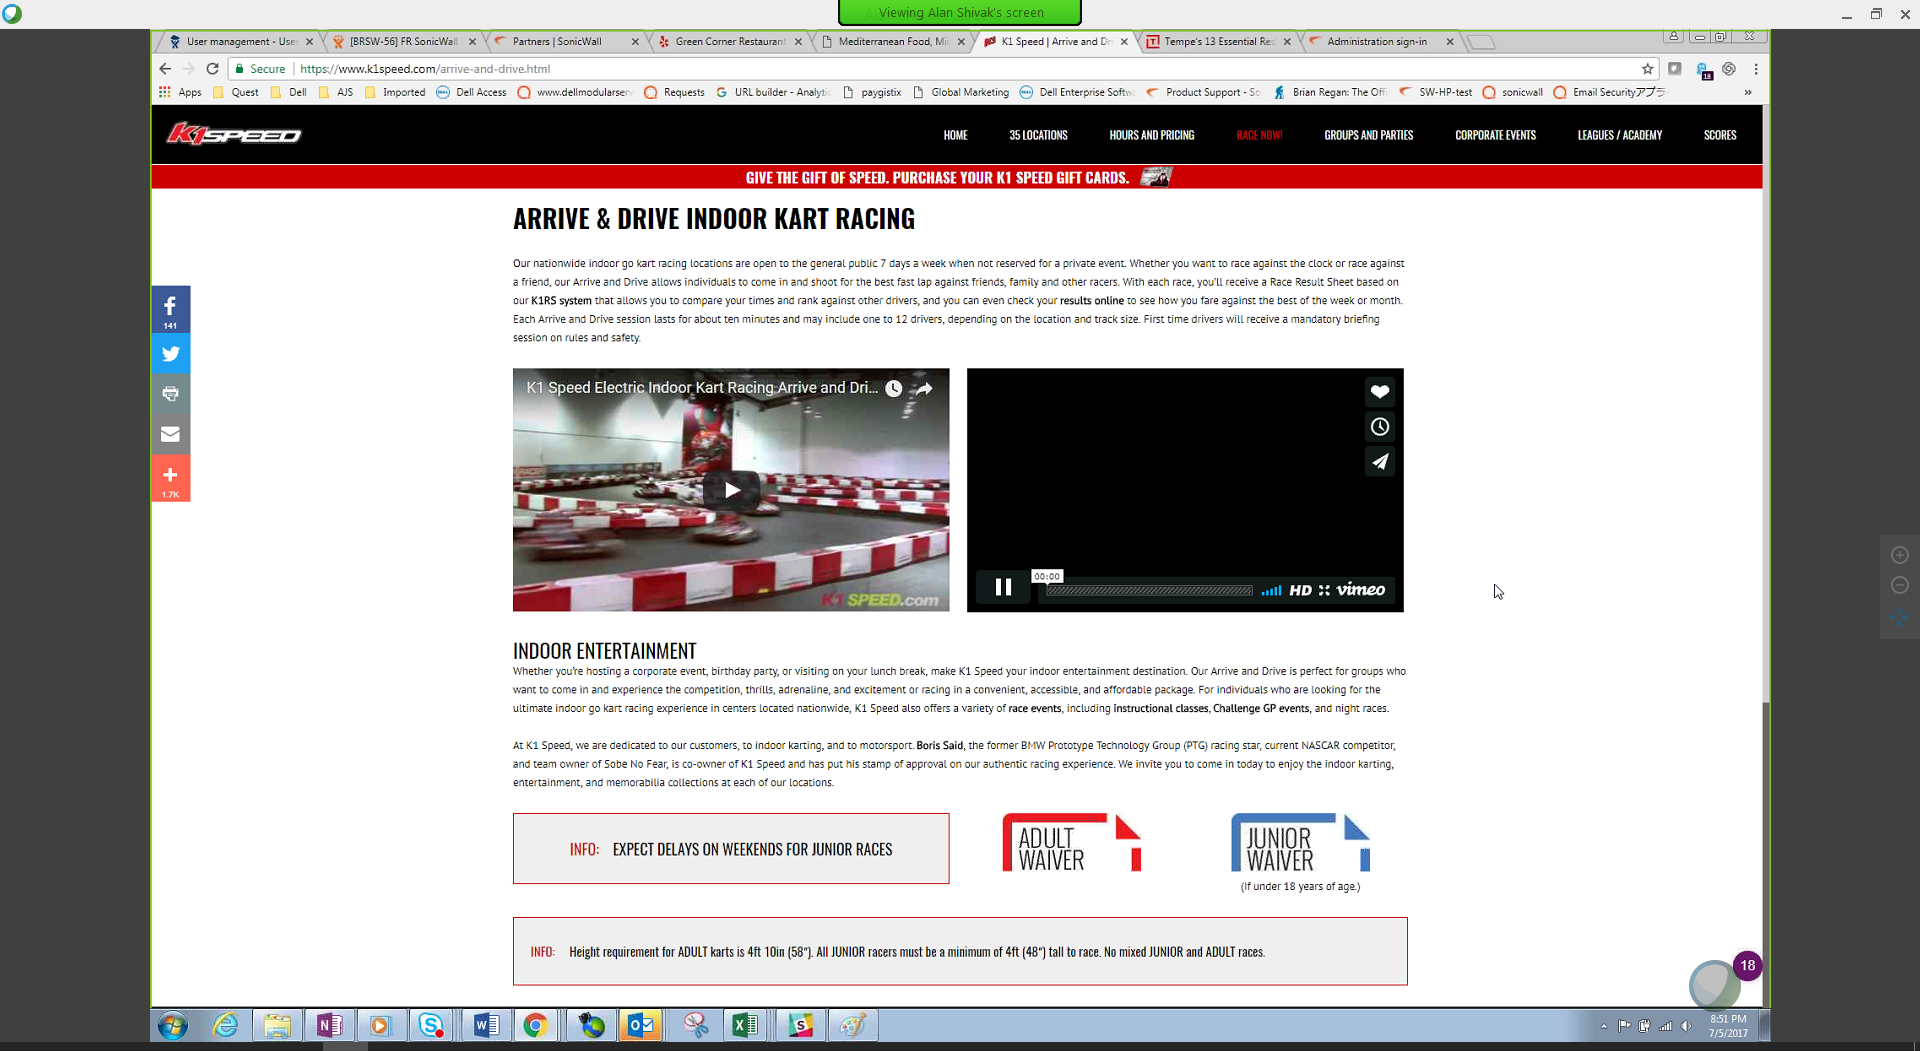 Viewing Alan Shivak's screen
User management - User
[BRSW-56] FR SonicWall
Partners | SonicWall
Green Corner Restaurant
Mediterranean Food, Mi
K1 Speed | Arrive and Dri
Tempe's 13 Essential Res
Administration sign-in
Secure | https://www.k1speed.com/arrive-and-drive.html
Apps Quest Dell AJS Imported Dell Access www.dellmodularserv Requests URL builder - Analytic paygistix Global Marketing Dell Enterprise Softw Product Support - So Brian Regan: The Offi SW-HP-test sonicwall Email Securityアプラ »
K1SPEED
HOME 35 LOCATIONS HOURS AND PRICING RACE NOW! GROUPS AND PARTIES CORPORATE EVENTS LEAGUES / ACADEMY SCORES
GIVE THE GIFT OF SPEED. PURCHASE YOUR K1 SPEED GIFT CARDS.
ARRIVE & DRIVE INDOOR KART RACING
Our nationwide indoor go kart racing locations are open to the general public 7 days a week when not reserved for a private event. Whether you want to race against the clock or race against
a friend, our Arrive and Drive allows individuals to come in and shoot for the best fast lap against friends, family and other racers. With each race, you'll receive a Race Result Sheet based on
our K1RS system that allows you to compare your times and rank against other drivers, and you can even check your results online to see how you fare against the best of the week or month.
Each Arrive and Drive session lasts for about ten minutes and may include one to 12 drivers, depending on the location and track size. First time drivers will receive a mandatory briefing
session on rules and safety.
141
1.7K
K1 Speed Electric Indoor Kart Racing Arrive and Dri...
K1 SPEED.com
00:00
HD vimeo
INDOOR ENTERTAINMENT
Whether you're hosting a corporate event, birthday party, or visiting on your lunch break, make K1 Speed your indoor entertainment destination. Our Arrive and Drive is perfect for groups who
want to come in and experience the competition, thrills, adrenaline, and excitement or racing in a convenient, accessible, and affordable package. For individuals who are looking for the
ultimate indoor go kart racing experience in centers located nationwide, K1 Speed also offers a variety of race events, including instructional classes, Challenge GP events, and night races.
At K1 Speed, we are dedicated to our customers, to indoor karting, and to motorsport. Boris Said, the former BMW Prototype Technology Group (PTG) racing star, current NASCAR competitor,
and team owner of Sobe No Fear, is co-owner of K1 Speed and has put his stamp of approval on our authentic racing experience. We invite you to come in today to enjoy the indoor karting,
entertainment, and memorabilia collections at each of our locations.
INFO: EXPECT DELAYS ON WEEKENDS FOR JUNIOR RACES
ADULT
WAIVER
JUNIOR
WAIVER
(If under 18 years of age.)
INFO: Height requirement for ADULT karts is 4ft 10in (58"). All JUNIOR racers must be a minimum of 4ft (48") tall to race. No mixed JUNIOR and ADULT races.
18
8:51 PM
7/5/2017